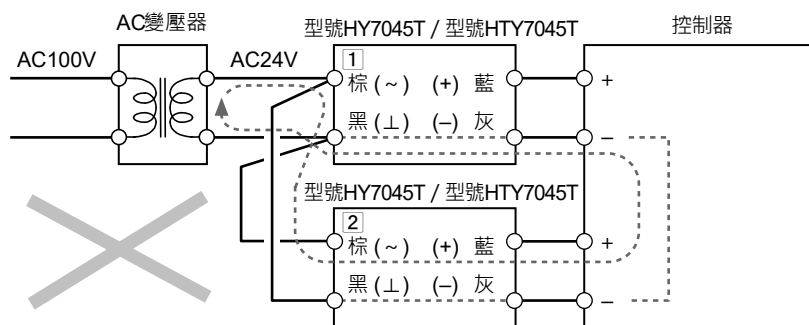 AC變壓器
型號HY7045T / 型號HTY7045T
控制器
AC100V
AC24V
1
棕 (~) (+) 藍
+
黑 (⊥) (–) 灰
–
型號HY7045T / 型號HTY7045T
2
棕 (~) (+) 藍
+
黑 (⊥) (–) 灰
–